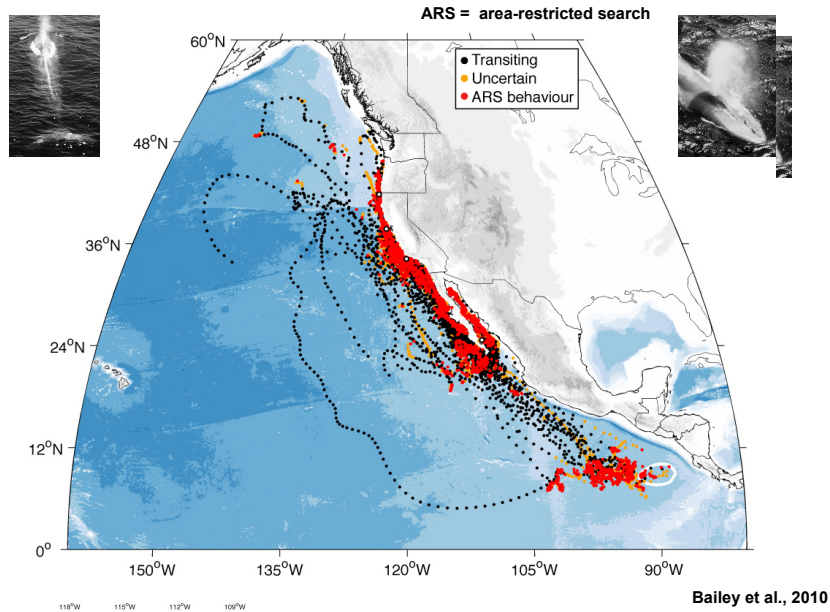 ARS = area-restricted search
60°N
Transiting
Uncertain
ARS behaviour
48°N
36°N
24°N
12°N
0°
150°W
135°W
120°W
105°W
90°W
Bailey et al., 2010
118°W 115°W 112°W 109°W